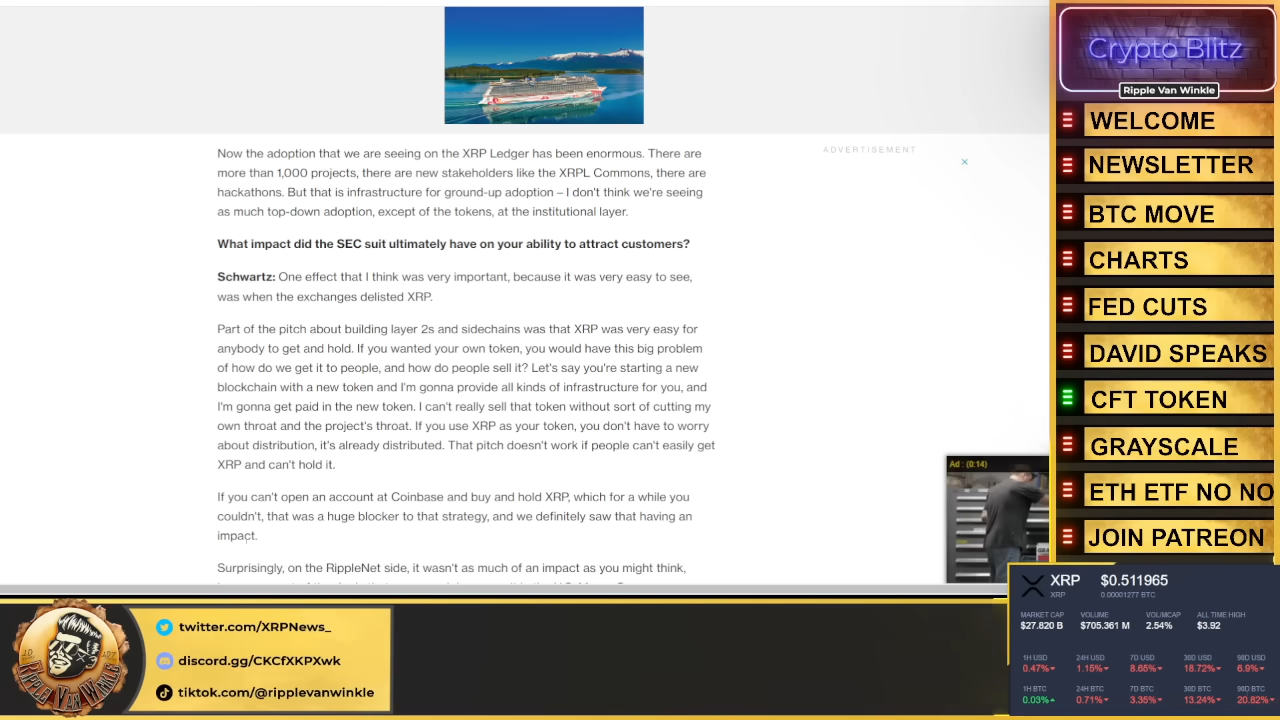 Now the adoption that we are seeing on the XRP Ledger has been enormous. There are
more than 1,000 projects, there are new stakeholders like the XRPL Commons, there are
hackathons. But that is infrastructure for ground-up adoption – I don't think we're seeing
as much top-down adoption, except of the tokens, at the institutional layer.
What impact did the SEC suit ultimately have on your ability to attract customers?
Schwartz: One effect that I think was very important, because it was very easy to see,
was when the exchanges delisted XRP.
Part of the pitch about building layer 2s and sidechains was that XRP was very easy for
anybody to get and hold. If you wanted your own token, you would have this big problem
of how do we get it to people, and how do people sell it? Let's say you're starting a new
blockchain with a new token and I'm gonna provide all kinds of infrastructure for you, and
I'm gonna get paid in the new token. I can't really sell that token without sort of cutting my
own throat and the project's throat. If you use XRP as your token, you don't have to worry
about distribution, it's already distributed. That pitch doesn't work if people can't easily get
XRP and can't hold it.
If you can't open an account at Coinbase and buy and hold XRP, which for a while you
couldn't, that was a huge blocker to that strategy, and we definitely saw that having an
impact.
Surprisingly, on the RippleNet side, it wasn't as much of an impact as you might think,
ADVERTISEMENT
Ad : (0:14)
Crypto Blitz
Ripple Van Winkle
WELCOME
NEWSLETTER
BTC MOVE
CHARTS
FED CUTS
DAVID SPEAKS
CFT TOKEN
GRAYSCALE
ETH ETF NO NO
JOIN PATREON
XRP $0.511965
XRP 0.00001277 BTC
MARKET CAP VOLUME VOL/MCAP ALL TIME HIGH
$27.820 B $705.361 M 2.54% $3.92
1H USD 24H USD 7D USD 30D USD 90D USD
0.47% 1.15% 8.65% 18.72% 6.9%
1H BTC 24H BTC 7D BTC 30D BTC 90D BTC
0.03% 0.71% 3.35% 13.24% 20.82%
RIPPLE VAN WINKLE
twitter.com/XRPNews_
discord.gg/CKCfXKPXwk
tiktok.com/@ripplevanwinkle